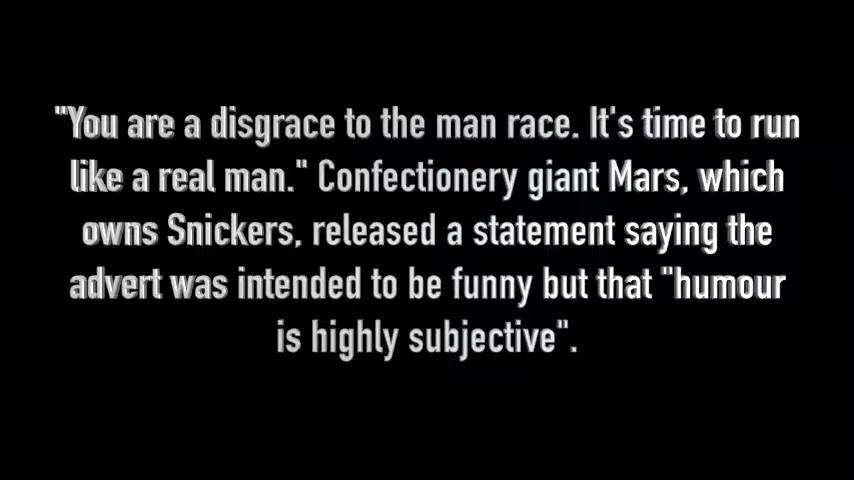 "You are a disgrace to the man race. It's time to run
like a real man." Confectionery giant Mars, which
owns Snickers, released a statement saying the
advert was intended to be funny but that "humour
is highly subjective".